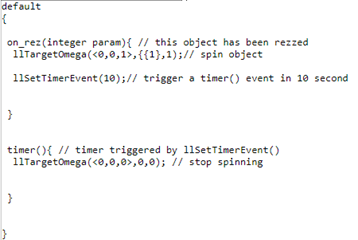 default
{
on_rez(integer param){ // this object has been rezzed
llTargetOmega(<0,0,1>,{{1},1);// spin object
llSetTimerEvent(10);// trigger a timer() event in 10 second
}
timer(){ // timer triggered by llSetTimerEvent()
llTargetOmega(<0,0,0>,0,0); // stop spinning
}
}